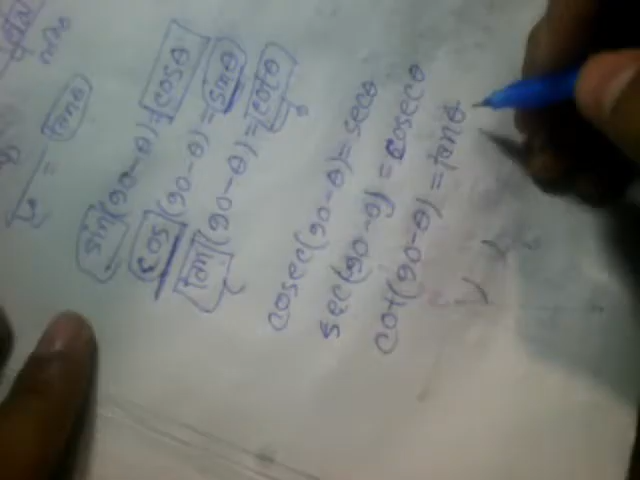 = tanθ
sin(90-θ)=cosθ
cos(90-θ)=sinθ
tan(90-θ)=cotθ
cosec(90-θ)=secθ
sec(90-θ)=cosecθ
cot(90-θ)=tanθ